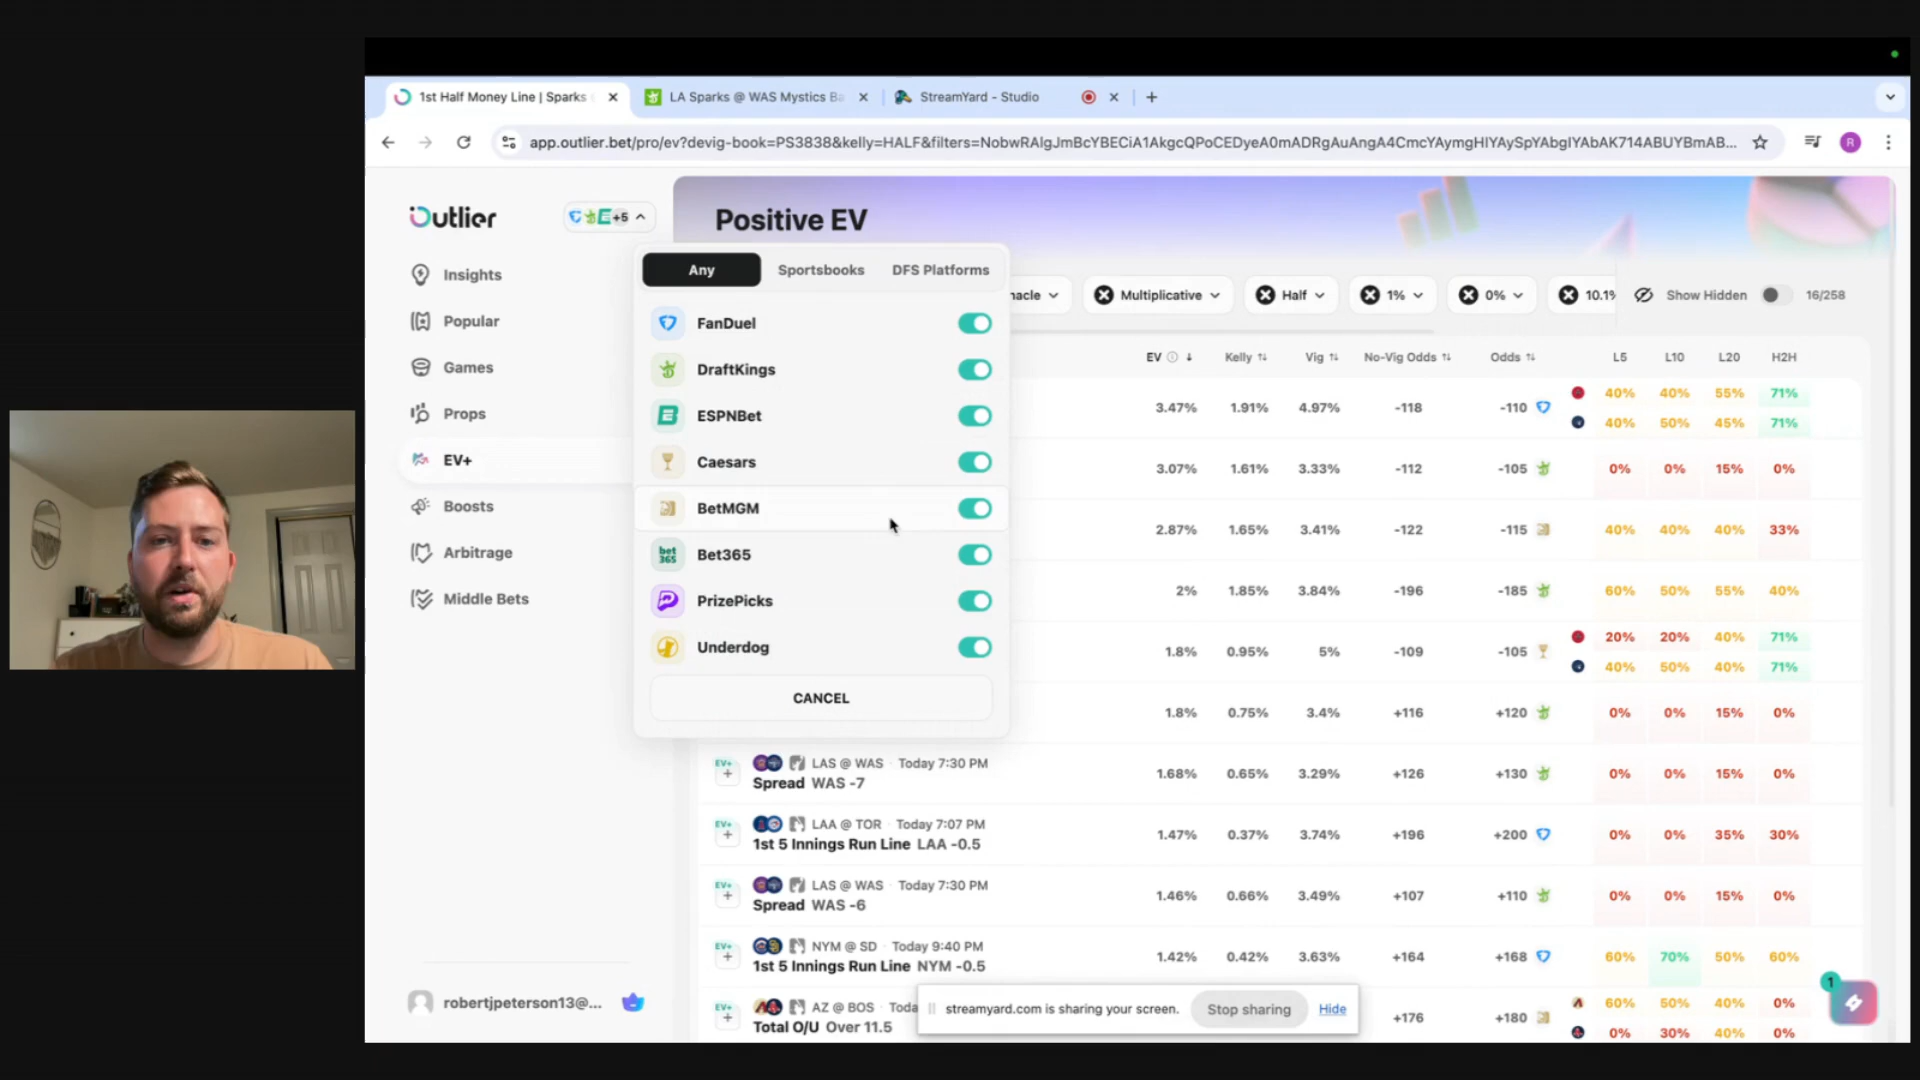 1st Half Money Line | Sparks
LA Sparks @ WAS Mystics Ba
StreamYard - Studio
app.outlier.bet/pro/ev?devig-book=PS3838&kelly=HALF&filters=NobwRAlgJmBcYBECiA1AkgcQPoCEDyeA0mADRgAuAngA4CmcYAymgHIYAySpYAbgIYAbAK714ABUYBmAB...
R
Outlier
+5
Positive EV
Insights
Popular
Games
Props
EV+
Boosts
Arbitrage
Middle Bets
robertjpeterson13@...
Any
Sportsbooks
DFS Platforms
FanDuel
DraftKings
ESPNBet
Caesars
BetMGM
bet365
Bet365
PrizePicks
Underdog
CANCEL
nacle
Multiplicative
Half
1%
0%
10.1%
Show Hidden
16/258
EV Kelly Vig No-Vig Odds Odds L5 L10 L20 H2H
3.47% 1.91% 4.97% -118 -110
40% 40% 55% 71%
40% 50% 45% 71%
3.07% 1.61% 3.33% -112 -105 0% 0% 15% 0%
2.87% 1.65% 3.41% -122 -115 40% 40% 40% 33%
2% 1.85% 3.84% -196 -185 60% 50% 55% 40%
1.8% 0.95% 5% -109 -105
20% 20% 40% 71%
40% 50% 40% 71%
1.8% 0.75% 3.4% +116 +120 0% 0% 15% 0%
EV+ LAS @ WAS · Today 7:30 PM
Spread WAS -7
1.68% 0.65% 3.29% +126 +130 0% 0% 15% 0%
EV+ LAA @ TOR · Today 7:07 PM
1st 5 Innings Run Line LAA -0.5
1.47% 0.37% 3.74% +196 +200 0% 0% 35% 30%
EV+ LAS @ WAS · Today 7:30 PM
Spread WAS -6
1.46% 0.66% 3.49% +107 +110 0% 0% 15% 0%
EV+ NYM @ SD · Today 9:40 PM
1st 5 Innings Run Line NYM -0.5
1.42% 0.42% 3.63% +164 +168 60% 70% 50% 60%
EV+ AZ @ BOS · Toda
Total O/U Over 11.5
+176 +180
60% 50% 40% 0%
0% 30% 40% 0%
streamyard.com is sharing your screen.
Stop sharing
Hide
1